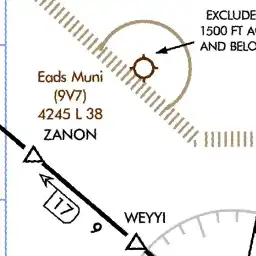 EXCLUDE
1500 FT A
AND BELO
Eads Muni
(9V7)
4245 L 38
ZANON
17
9
WEYYI